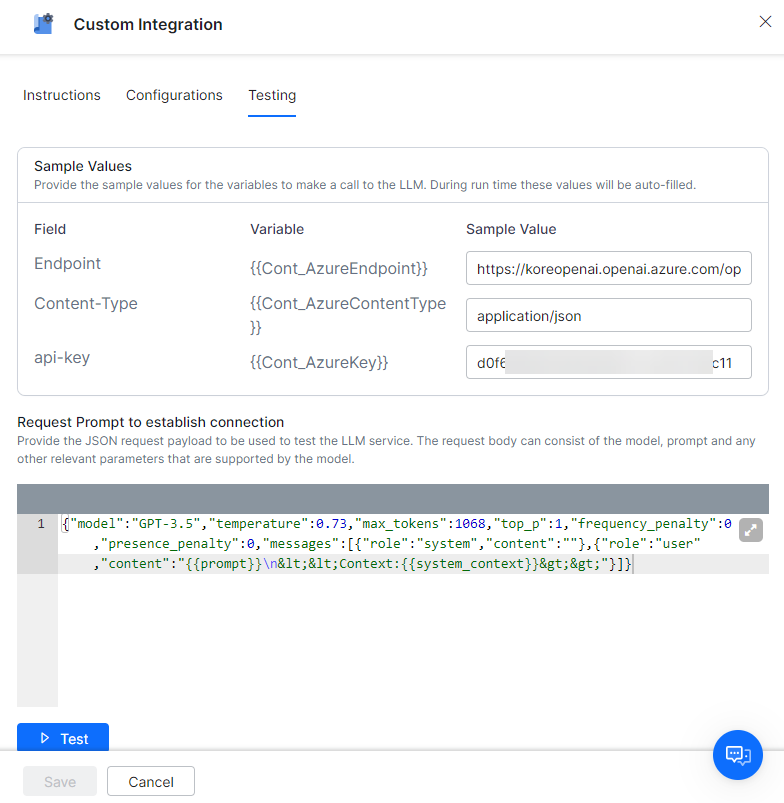 Custom Integration
Instructions Configurations Testing
Sample Values
Provide the sample values for the variables to make a call to the LLM. During run time these values will be auto-filled.
Field Variable Sample Value
Endpoint {{Cont_AzureEndpoint}} https://koreopenai.openai.azure.com/op
Content-Type {{Cont_AzureContentType
}} application/json
api-key {{Cont_AzureKey}} d0f6 c11
Request Prompt to establish connection
Provide the JSON request payload to be used to test the LLM service. The request body can consist of the model, prompt and any
other relevant parameters that are supported by the model.
1 {"model":"GPT-3.5","temperature":0.73,"max_tokens":1068,"top_p":1,"frequency_penalty":0
,"presence_penalty":0,"messages":[{"role":"system","content":""},{"role":"user"
,"content":"{{prompt}}\n&lt;&lt;Context:{{system_context}}&gt;&gt;"}]}
Test
Save Cancel